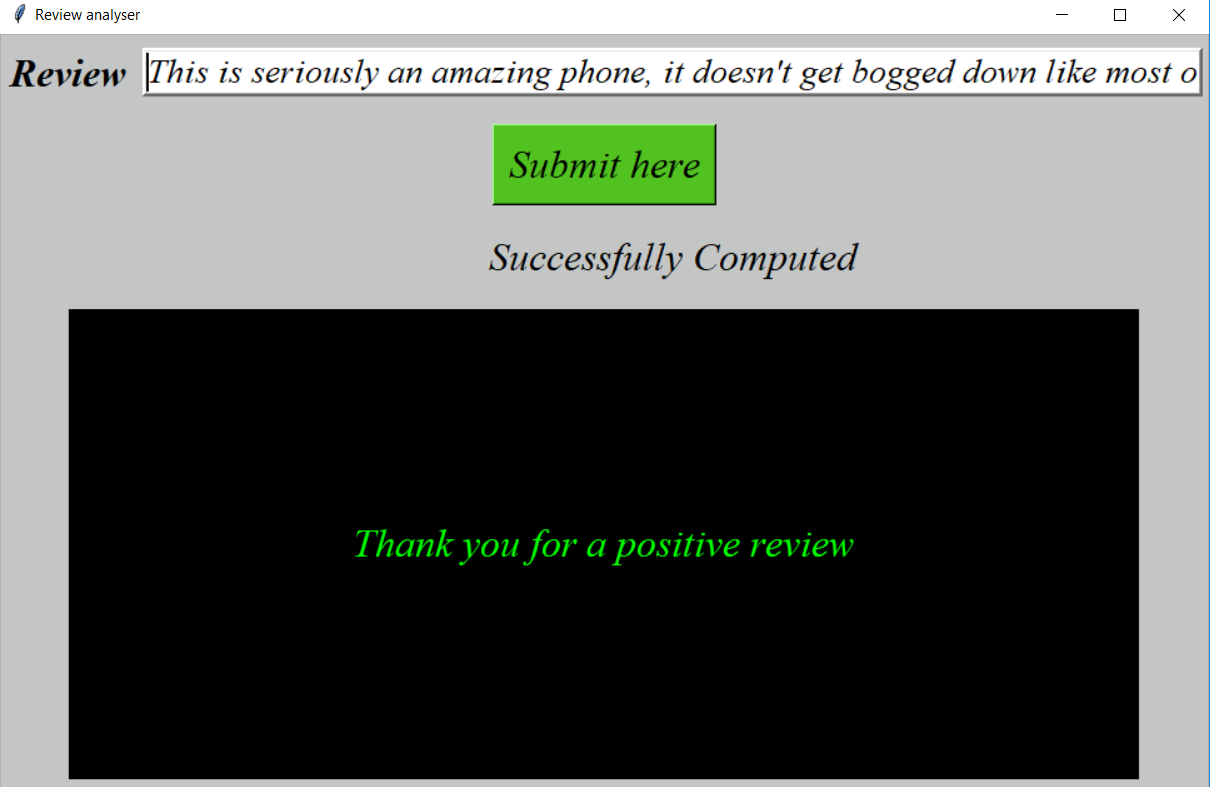 Review analyser
Review This is seriously an amazing phone, it doesn't get bogged down like most o
Submit here
Successfully Computed
Thank you for a positive review